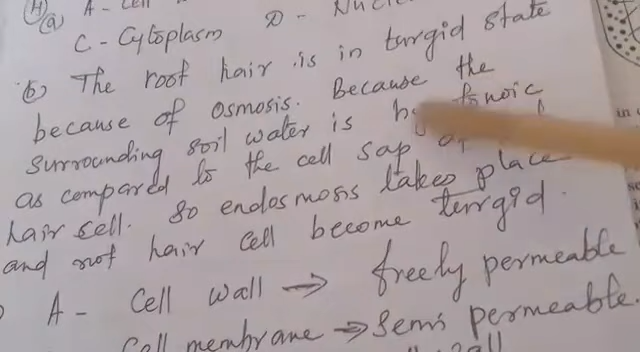 (a) A - Cell
C - Cytoplasm D -
(b) The root hair is in turgid state
because of osmosis. Because the
surrounding soil water is
as compared to the cell sap of
hair cell. So endosmosis takes place
and root hair cell become turgid.
A - Cell wall → freely permeable
Cell membrane → Semi permeable.